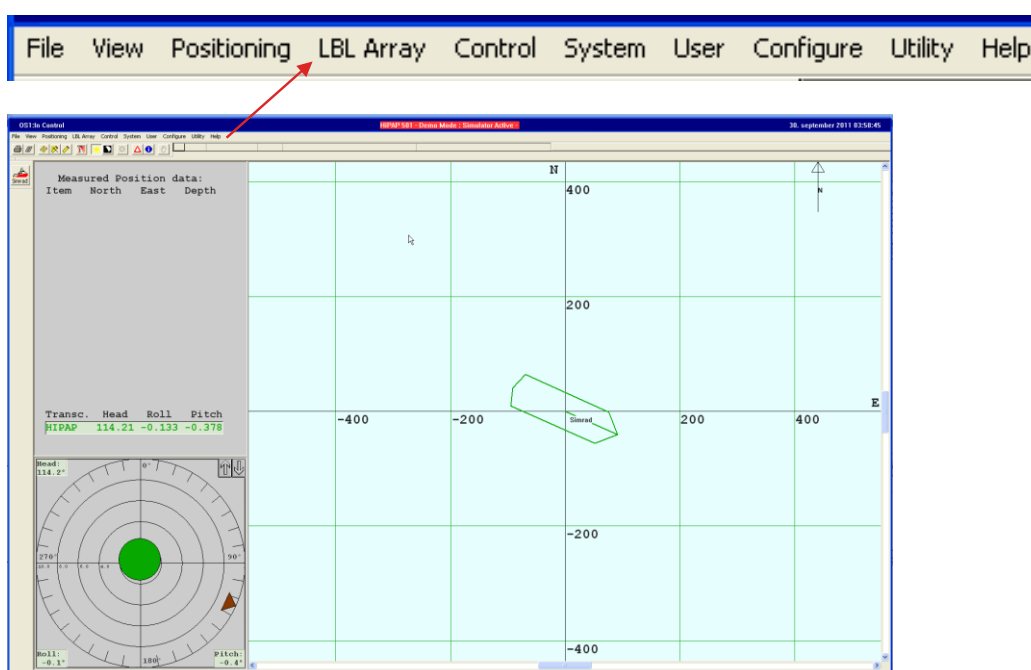 File View Positioning LBL Array Control System User Configure Utility Help
OS1:In Control HiPAP 501 - Demo Mode : Simulator Active - 30. september 2011 03:58:45
File View Positioning LBL Array Control System User Configure Utility Help
Simrad
Measured Position data:
Item North East Depth
N
400
N
200
E
-400 -200 Simrad 200 400
Transc. Head Roll Pitch
HIPAP 114.21 -0.133 -0.378
Head:
114.2°
0°
-200
270° 90°
180°
Roll:
-0.1°
Pitch:
-0.4°
-400